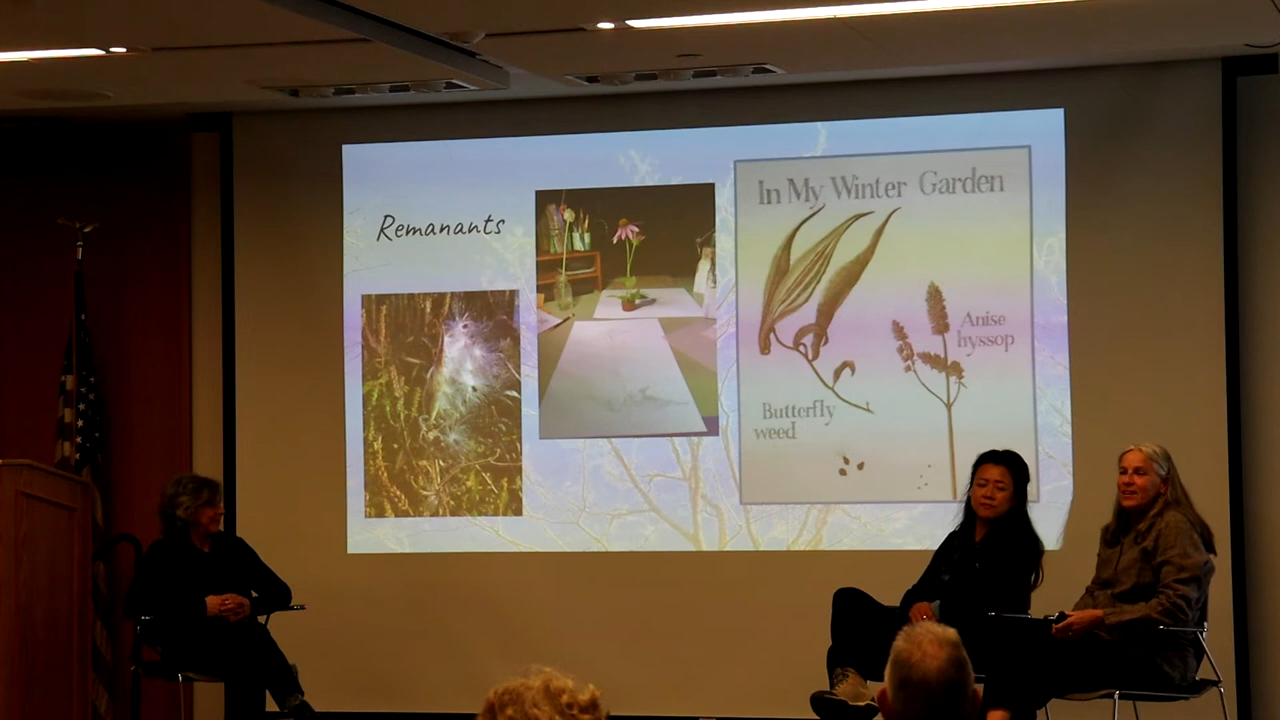 Remanants
In My Winter Garden
Anise
hyssop
Butterfly
weed